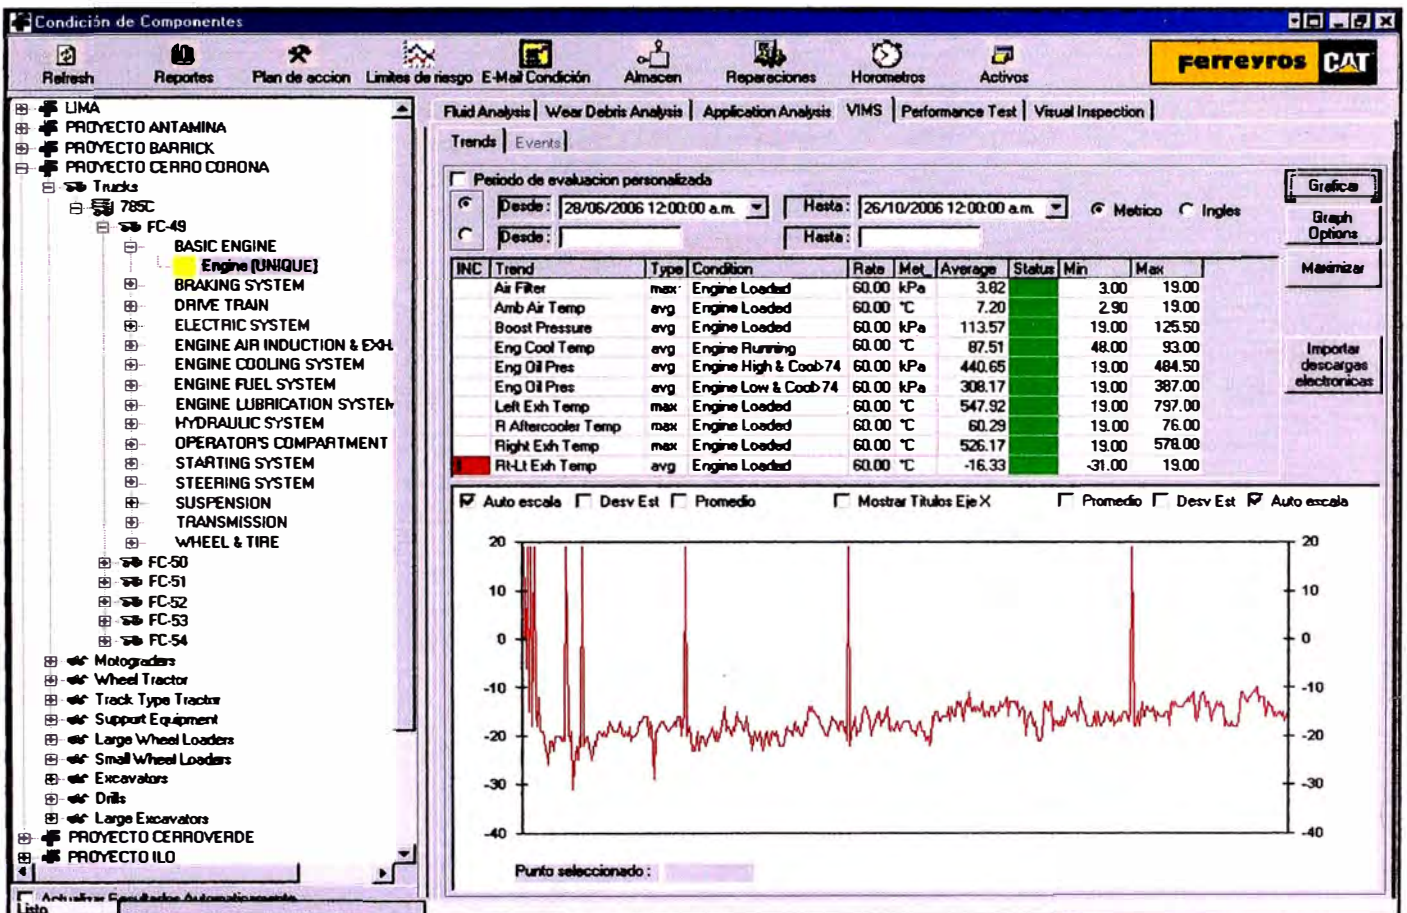 Condición de Componentes
Refresh Reportes Plan de accion Limites de riesgo E-Mail Condición Almacen Reparaciones Horometros Activos
Ferreyros CAT
LIMA
PROYECTO ANTAMINA
PROYECTO BARRICK
PROYECTO CERRO CORONA
Trucks
785C
FC-49
BASIC ENGINE
Engine [UNIQUE]
BRAKING SYSTEM
DRIVE TRAIN
ELECTRIC SYSTEM
ENGINE AIR INDUCTION & EXH
ENGINE COOLING SYSTEM
ENGINE FUEL SYSTEM
ENGINE LUBRICATION SYSTEM
HYDRAULIC SYSTEM
OPERATOR'S COMPARTMENT
STARTING SYSTEM
STEERING SYSTEM
SUSPENSION
TRANSMISSION
WHEEL & TIRE
FC-50
FC-51
FC-52
FC-53
FC-54
Motograders
Wheel Tractor
Track Type Tractor
Support Equipment
Large Wheel Loaders
Small Wheel Loaders
Excavators
Drills
Large Excavators
PROYECTO CERROVERDE
PROYECTO ILO
Actualizar Resultados Automaticamente
Listo
Fluid Analysis Wear Debris Analysis Application Analysis VIMS Performance Test Visual Inspection
Trends Events
Periodo de evaluacion personalizada
Desde: 28/06/2006 12:00:00 a.m. Hasta: 26/10/2006 12:00:00 a.m. Metrico Ingles
Desde: Hasta:
Graficar
Graph Options
Maximizar
Importar descargas electronicas
INC Trend Type Condition Rate Met_ Average Status Min Max
Air Filter max Engine Loaded 60.00 kPa 3.82 3.00 19.00
Amb Air Temp avg Engine Loaded 60.00 °C 7.20 2.90 19.00
Boost Pressure avg Engine Loaded 60.00 kPa 113.57 19.00 125.50
Eng Cool Temp avg Engine Running 60.00 °C 87.51 48.00 93.00
Eng Oil Pres avg Engine High & Cool>74 60.00 kPa 440.65 19.00 484.50
Eng Oil Pres avg Engine Low & Cool>74 60.00 kPa 308.17 19.00 387.00
Left Exh Temp max Engine Loaded 60.00 °C 547.92 19.00 797.00
R Aftercooler Temp max Engine Loaded 60.00 °C 60.29 19.00 76.00
Right Exh Temp max Engine Loaded 60.00 °C 526.17 19.00 578.00
Rt-Lt Exh Temp avg Engine Loaded 60.00 °C -16.33 -31.00 19.00
Auto escala Desv Est Promedio Mostrar Titulos Eje X Promedio Desv Est Auto escala
20 20
10 10
0 0
-10 -10
-20 -20
-30 -30
-40 -40
Punto seleccionado :